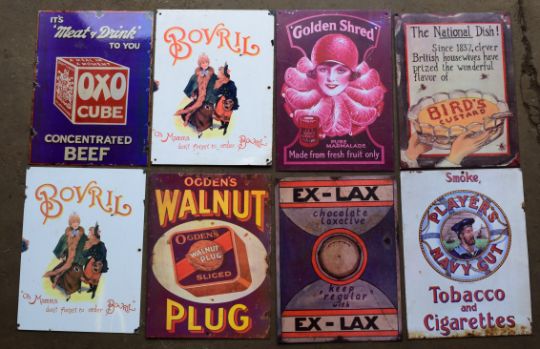 IT'S
"Meat & Drink"
TO YOU
OXO
CUBE
CONCENTRATED
BEEF
BOVRIL
"Oh Mamma
don't forget to order Bovril"
"Golden Shred"
PURE
MARMALADE
Made from fresh fruit only
The National Dish!
Since 1837, clever
British housewives have
prized the wonderful
flavor of
BIRD'S
CUSTARD
BOVRIL
"Oh Mamma
don't forget to order Bovril"
OGDEN'S
WALNUT
OGDEN'S
WALNUT
PLUG
SLICED
PLUG
EX-LAX
chocolate
laxative
keep
"regular"
with
EX-LAX
Smoke,
PLAYER'S
NAVY CUT
Tobacco
and
Cigarettes